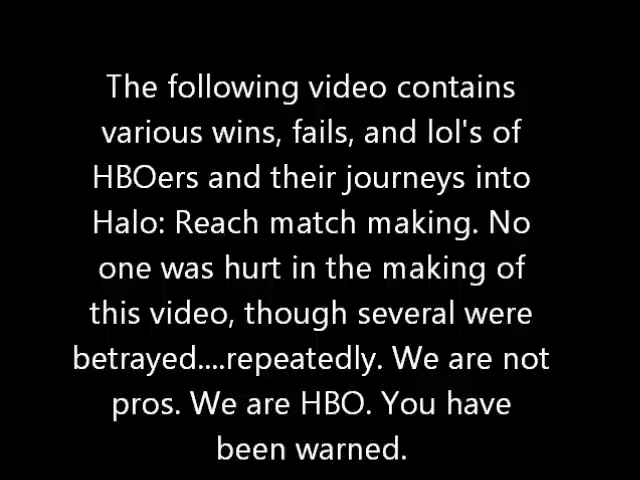 The following video contains
various wins, fails, and lol's of
HBOers and their journeys into
Halo: Reach match making. No
one was hurt in the making of
this video, though several were
betrayed....repeatedly. We are not
pros. We are HBO. You have
been warned.